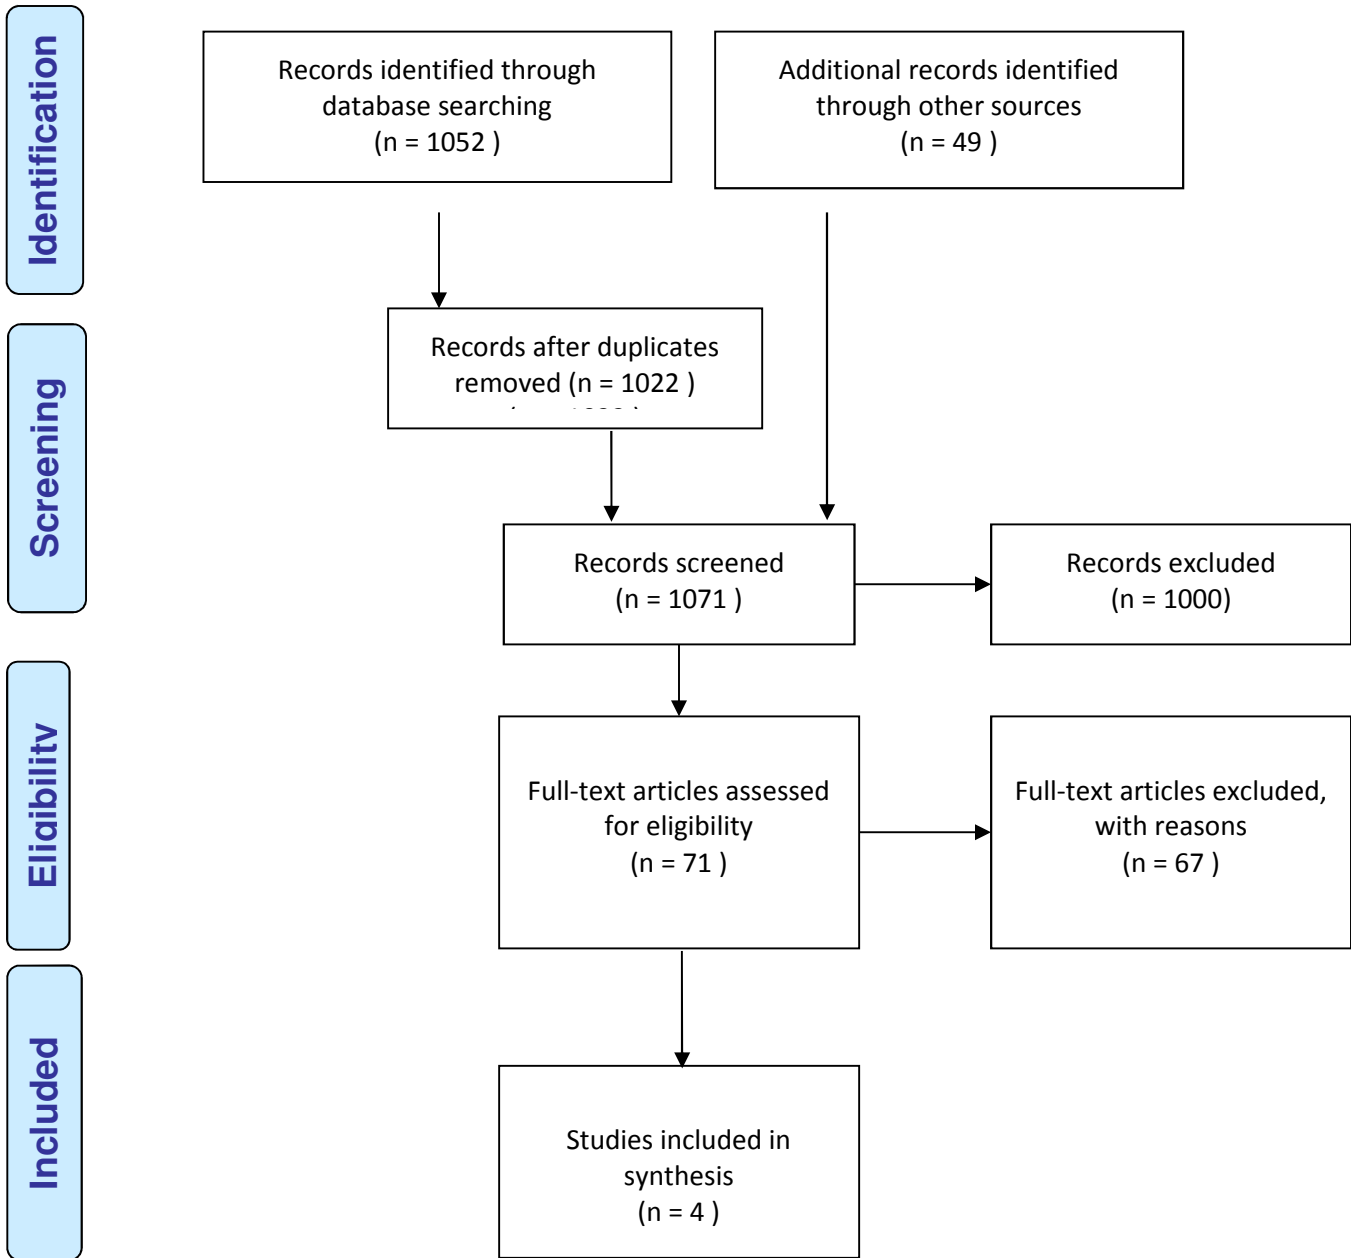 Identification
Records identified through
database searching
(n = 1052 )
Additional records identified
through other sources
(n = 49 )
Screening
Records after duplicates
removed (n = 1022 )
Records screened
(n = 1071 )
Records excluded
(n = 1000)
Eligibility
Full-text articles assessed
for eligibility
(n = 71 )
Full-text articles excluded,
with reasons
(n = 67 )
Included
Studies included in
synthesis
(n = 4 )